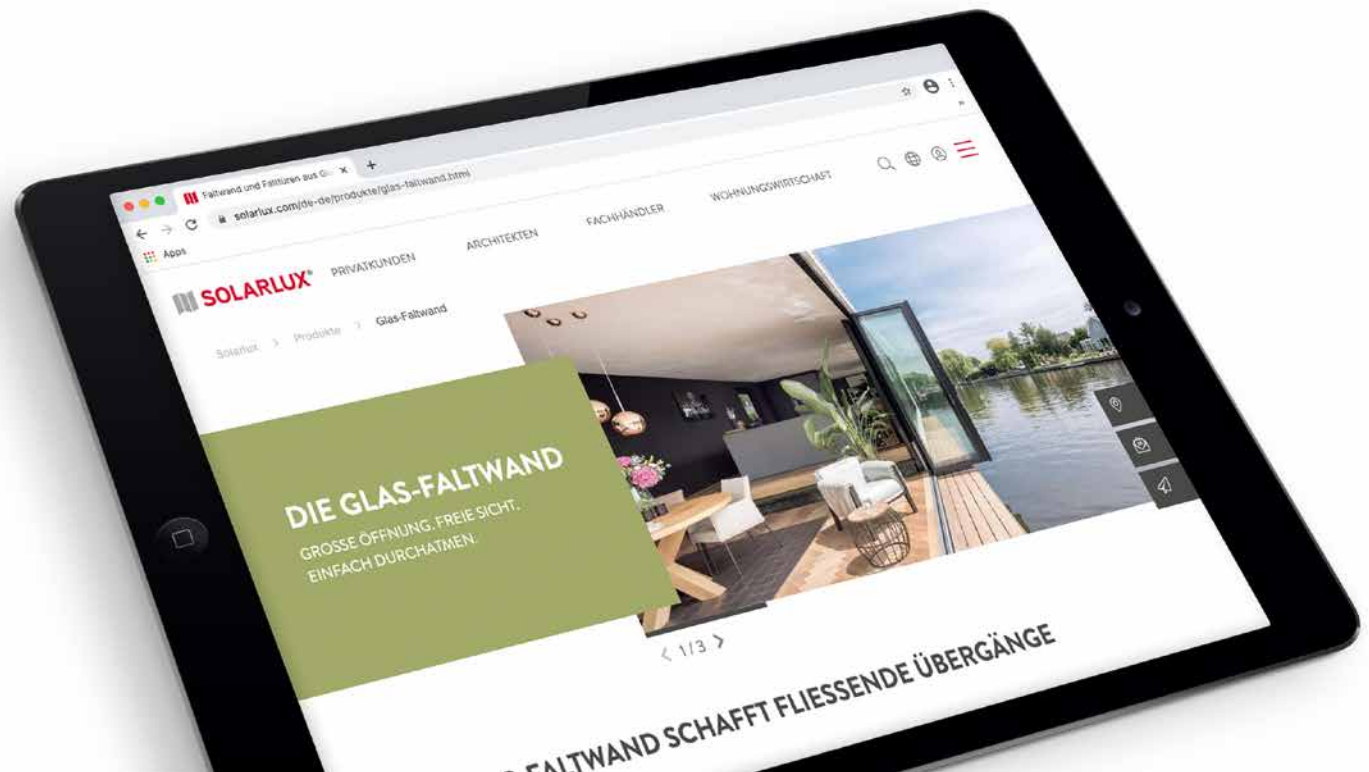 Faltwand und Falttüren aus Gl
solarlux.com/de-de/produkte/glas-faltwand.html
Apps
SOLARLUX®
PRIVATKUNDEN
ARCHITEKTEN
FACHHÄNDLER
WOHNUNGSWIRTSCHAFT
Solarlux > Produkte > Glas-Faltwand
DIE GLAS-FALTWAND
GROSSE ÖFFNUNG. FREIE SICHT.
EINFACH DURCHATMEN.
< 1/3 >
FALTWAND SCHAFFT FLIESSENDE ÜBERGÄNGE